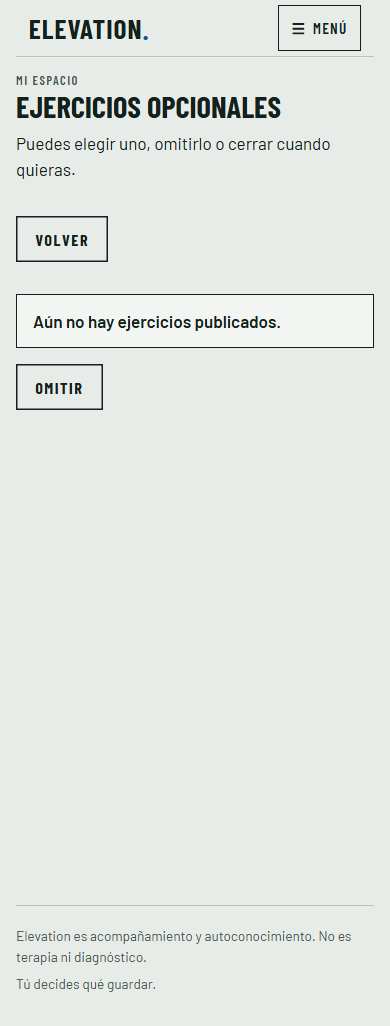 ELEVATION.
☰ MENÚ
MI ESPACIO
EJERCICIOS OPCIONALES
Puedes elegir uno, omitirlo o cerrar cuando
quieras.
VOLVER
Aún no hay ejercicios publicados.
OMITIR
Elevation es acompañamiento y autoconocimiento. No es
terapia ni diagnóstico.
Tú decides qué guardar.